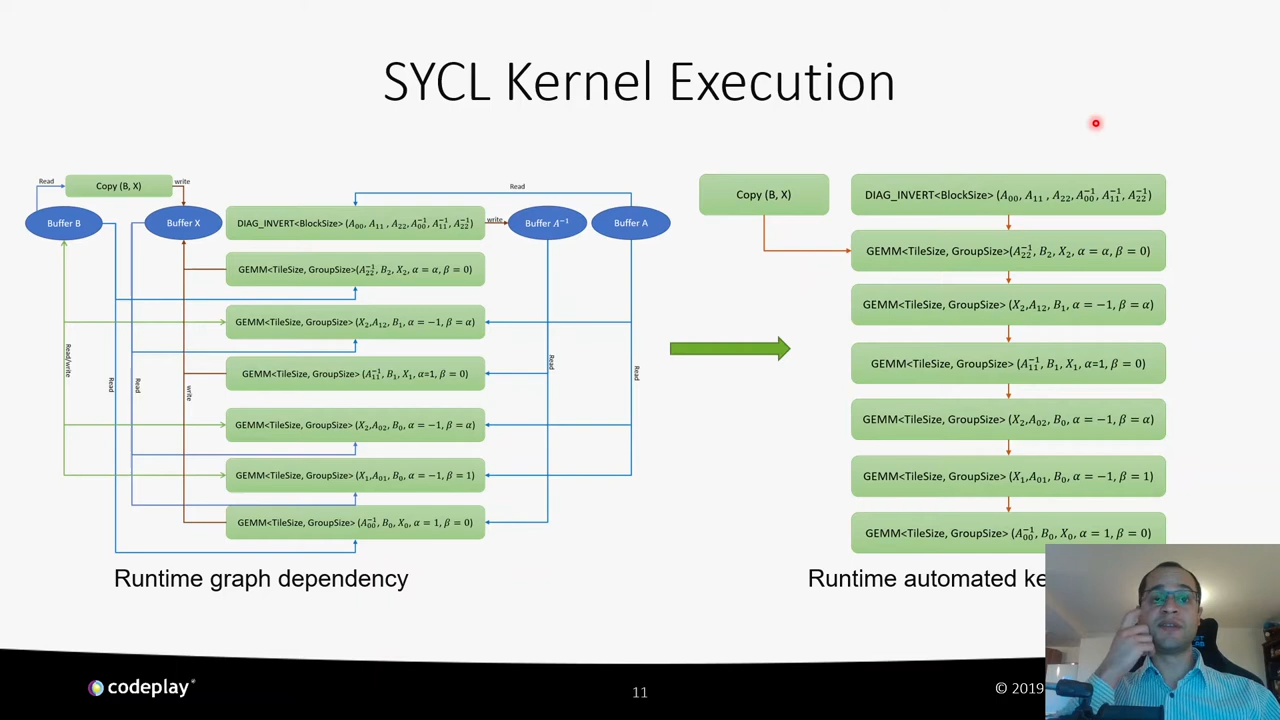 SYCL Kernel Execution
Read
Copy (B, X)
write
Read
Buffer B
Buffer X
DIAG_INVERT<BlockSize> (A₀₀, A₁₁ , A₂₂, A₀₀⁻¹, A₁₁⁻¹, A₂₂⁻¹)
write
Buffer A⁻¹
Buffer A
GEMM<TileSize, GroupSize>(A₂₂⁻¹, B₂, X₂, α = α, β = 0)
GEMM<TileSize, GroupSize> (X₂,A₁₂, B₁, α = −1, β = α)
GEMM<TileSize, GroupSize> (A₁₁⁻¹, B₁, X₁, α=1, β = 0)
GEMM<TileSize, GroupSize> (X₂,A₀₂, B₀, α = −1, β = α)
GEMM<TileSize, GroupSize> (X₁,A₀₁, B₀, α = −1, β = 1)
GEMM<TileSize, GroupSize> (A₀₀⁻¹, B₀, X₀, α = 1, β = 0)
Read/write
Read
Read
write
Read
Read
Runtime graph dependency
Copy (B, X)
DIAG_INVERT<BlockSize> (A₀₀, A₁₁ , A₂₂, A₀₀⁻¹, A₁₁⁻¹, A₂₂⁻¹)
GEMM<TileSize, GroupSize>(A₂₂⁻¹, B₂, X₂, α = α, β = 0)
GEMM<TileSize, GroupSize> (X₂,A₁₂, B₁, α = −1, β = α)
GEMM<TileSize, GroupSize> (A₁₁⁻¹, B₁, X₁, α=1, β = 0)
GEMM<TileSize, GroupSize> (X₂,A₀₂, B₀, α = −1, β = α)
GEMM<TileSize, GroupSize> (X₁,A₀₁, B₀, α = −1, β = 1)
GEMM<TileSize, GroupSize> (A₀₀⁻¹, B₀, X₀, α = 1, β = 0)
Runtime automated ke
codeplay®
11
© 2019